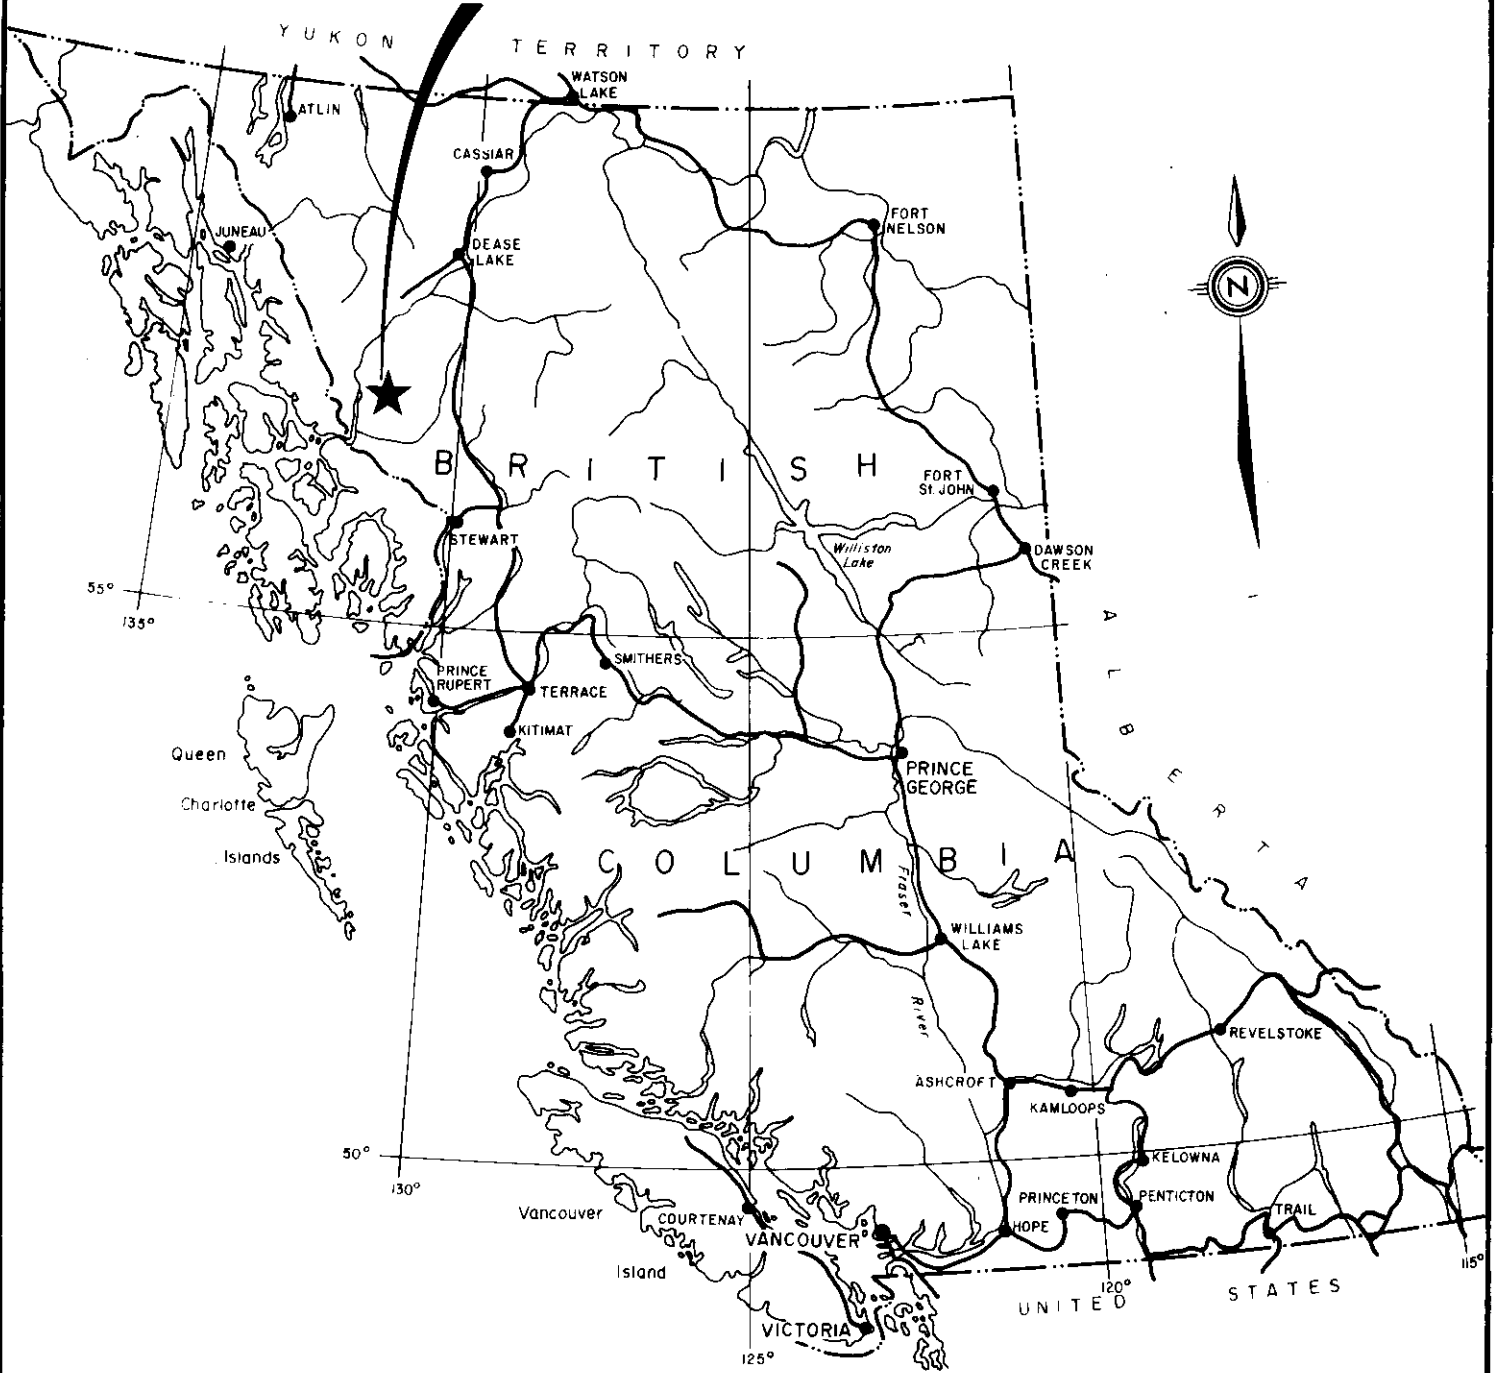 YUKON TERRITORY
WATSON
LAKE
ATLIN
CASSIAR
FORT
NELSON
JUNEAU
DEASE
LAKE
N
BRITISH
FORT
St. JOHN
STEWART
Williston
Lake
DAWSON
CREEK
55°
135°
ALBERTA
SMITHERS
PRINCE
RUPERT
TERRACE
KITIMAT
Queen
Charlotte
Islands
PRINCE
GEORGE
COLUMBIA
Fraser
River
WILLIAMS
LAKE
REVELSTOKE
ASHCROFT
KAMLOOPS
50°
130°
KELOWNA
PRINCETON
PENTICTON
TRAIL
Vancouver
Island
COURTENAY
VANCOUVER
HOPE
VICTORIA
125°
120°
115°
UNITED STATES